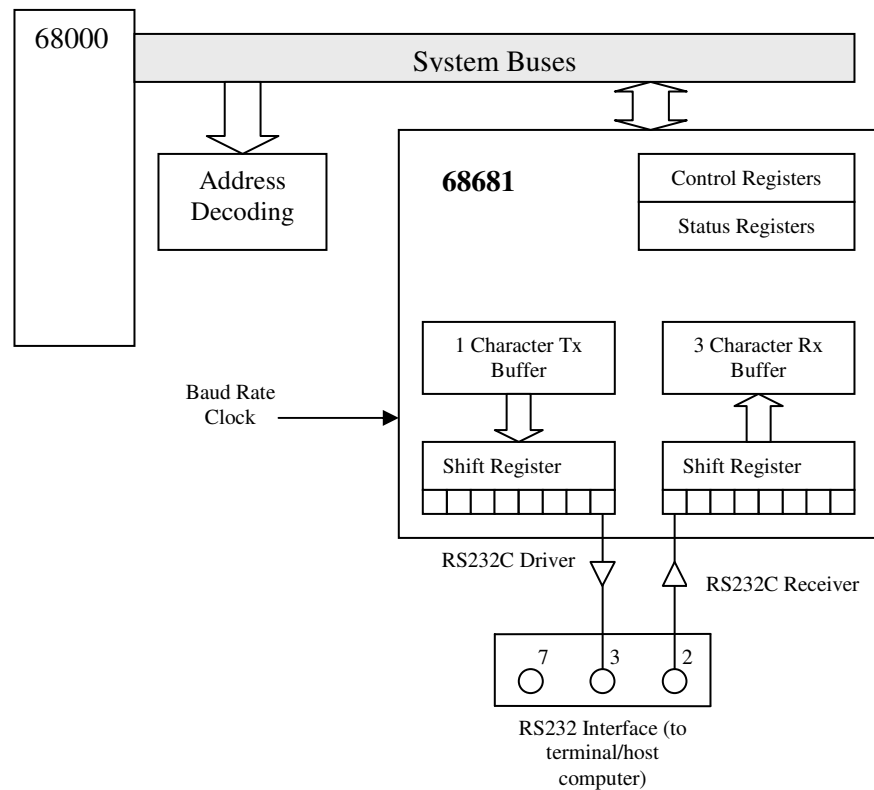 68000
System Buses
Address
Decoding
68681
Control Registers
Status Registers
1 Character Tx
Buffer
3 Character Rx
Buffer
Baud Rate
Clock
Shift Register
Shift Register
RS232C Driver
RS232C Receiver
7
3
2
RS232 Interface (to
terminal/host
computer)